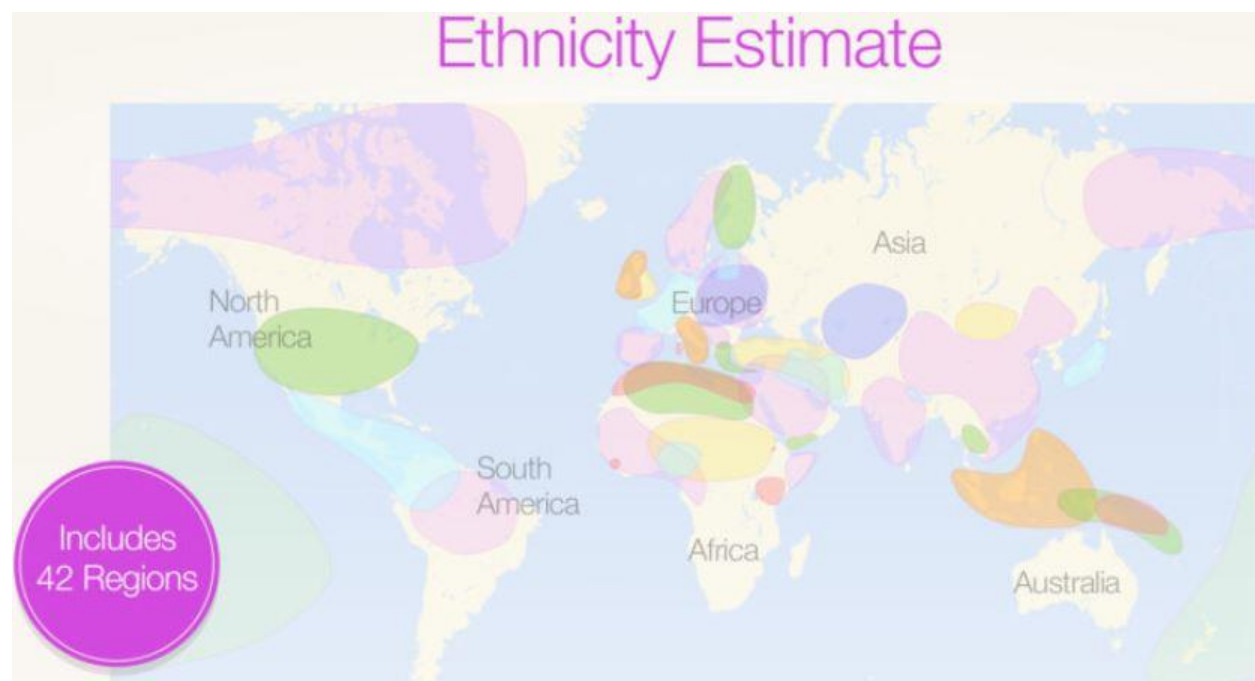 Ethnicity Estimate
Asia
North
America
Europe
South
America
Includes
42 Regions
Africa
Australia